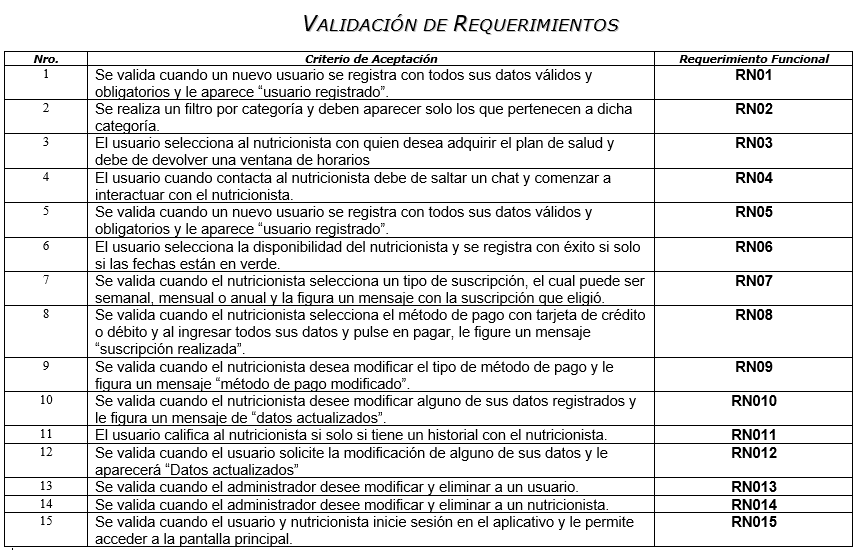 VALIDACIÓN DE REQUERIMIENTOS
Nro. Criterio de Aceptación Requerimiento Funcional
1 Se valida cuando un nuevo usuario se registra con todos sus datos válidos y RN01
obligatorios y le aparece “usuario registrado”.
2 Se realiza un filtro por categoría y deben aparecer solo los que pertenecen a dicha RN02
categoría.
3 El usuario selecciona al nutricionista con quien desea adquirir el plan de salud y RN03
debe de devolver una ventana de horarios
4 El usuario cuando contacta al nutricionista debe de saltar un chat y comenzar a RN04
interactuar con el nutricionista.
5 Se valida cuando un nuevo usuario se registra con todos sus datos válidos y RN05
obligatorios y le aparece “usuario registrado”.
6 El usuario selecciona la disponibilidad del nutricionista y se registra con éxito si solo RN06
si las fechas están en verde.
7 Se valida cuando el nutricionista selecciona un tipo de suscripción, el cual puede ser RN07
semanal, mensual o anual y la figura un mensaje con la suscripción que eligió.
8 Se valida cuando el nutricionista selecciona el método de pago con tarjeta de crédito RN08
o débito y al ingresar todos sus datos y pulse en pagar, le figure un mensaje
“suscripción realizada”.
9 Se valida cuando el nutricionista desea modificar el tipo de método de pago y le RN09
figura un mensaje “método de pago modificado”.
10 Se valida cuando el nutricionista desee modificar alguno de sus datos registrados y RN010
le figura un mensaje de “datos actualizados”.
11 El usuario califica al nutricionista si solo si tiene un historial con el nutricionista. RN011
12 Se valida cuando el usuario solicite la modificación de alguno de sus datos y le RN012
aparecerá “Datos actualizados”
13 Se valida cuando el administrador desee modificar y eliminar a un usuario. RN013
14 Se valida cuando el administrador desee modificar y eliminar a un nutricionista. RN014
15 Se valida cuando el usuario y nutricionista inicie sesión en el aplicativo y le permite RN015
acceder a la pantalla principal.